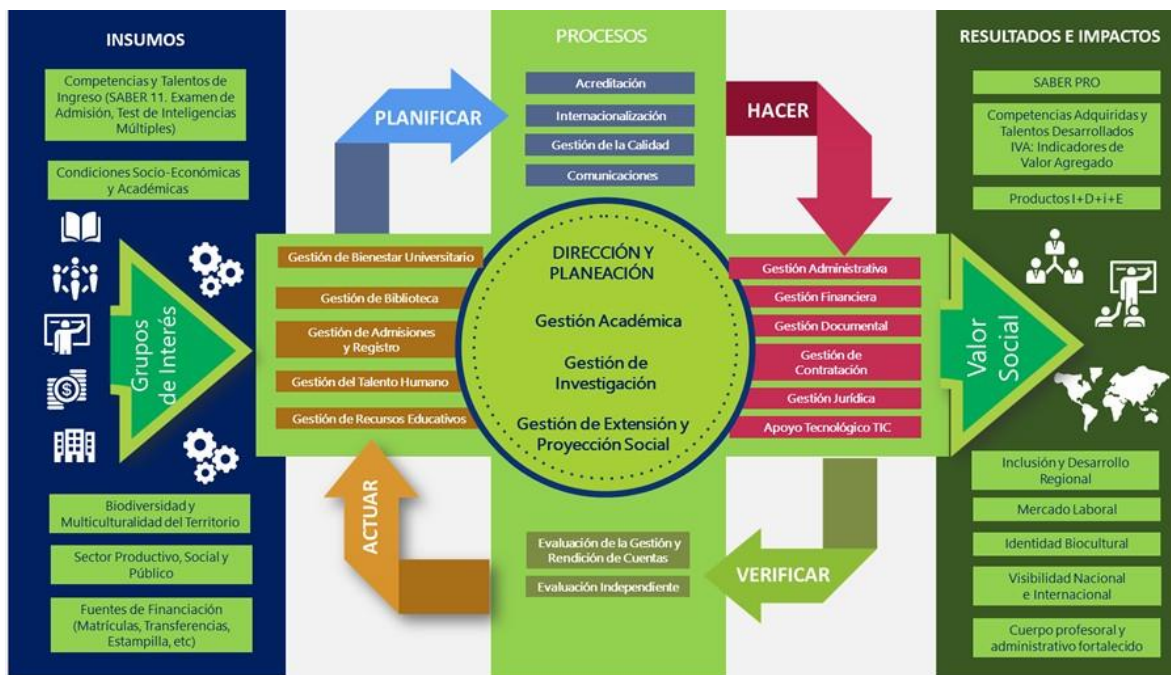 INSUMOS
Competencias y Talentos de
Ingreso (SABER 11. Examen de
Admisión, Test de Inteligencias
Múltiples)
Condiciones Socio-Económicas
y Académicas
Grupos
de Interés
Biodiversidad y
Multiculturalidad del Territorio
Sector Productivo, Social y
Público
Fuentes de Financiación
(Matrículas, Transferencias,
Estampilla, etc)
PLANIFICAR
PROCESOS
Acreditación
Internacionalización
Gestión de la Calidad
Comunicaciones
HACER
Gestión de Bienestar Universitario
Gestión de Biblioteca
Gestión de Admisiones
y Registro
Gestión del Talento Humano
Gestión de Recursos Educativos
DIRECCIÓN Y
PLANEACIÓN
Gestión Académica
Gestión de
Investigación
Gestión de Extensión y
Proyección Social
Gestión Administrativa
Gestión Financiera
Gestión Documental
Gestión de
Contratación
Gestión Jurídica
Apoyo Tecnológico TIC
ACTUAR
Evaluación de la Gestión y
Rendición de Cuentas
Evaluación Independiente
VERIFICAR
RESULTADOS E IMPACTOS
SABER PRO
Competencias Adquiridas y
Talentos Desarrollados
IVA: Indicadores de
Valor Agregado
Productos I+D+i+E
Valor
Social
Inclusión y Desarrollo
Regional
Mercado Laboral
Identidad Biocultural
Visibilidad Nacional
e Internacional
Cuerpo profesoral y
administrativo fortalecido